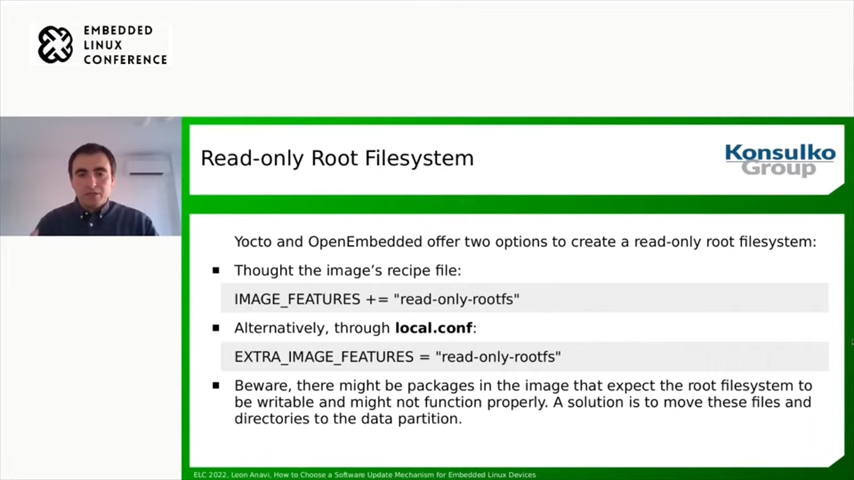 EMBEDDED
LINUX
CONFERENCE
Read-only Root Filesystem
Konsulko
Group
Yocto and OpenEmbedded offer two options to create a read-only root filesystem:
Thought the image's recipe file:
IMAGE_FEATURES += "read-only-rootfs"
Alternatively, through local.conf:
EXTRA_IMAGE_FEATURES = "read-only-rootfs"
Beware, there might be packages in the image that expect the root filesystem to
be writable and might not function properly. A solution is to move these files and
directories to the data partition.
ELC 2022, Leon Anavi, How to Choose a Software Update Mechanism for Embedded Linux Devices